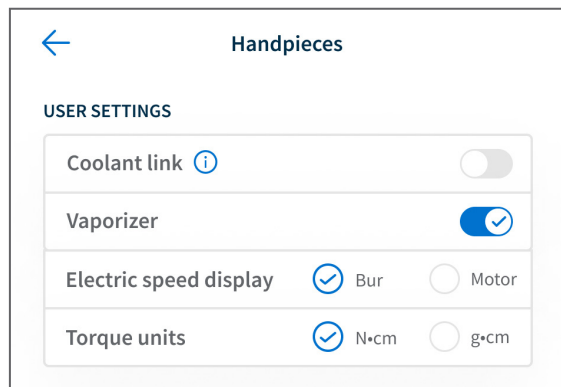 Handpieces
USER SETTINGS
Coolant link
Vaporizer
Electric speed display Bur Motor
Torque units N•cm g•cm